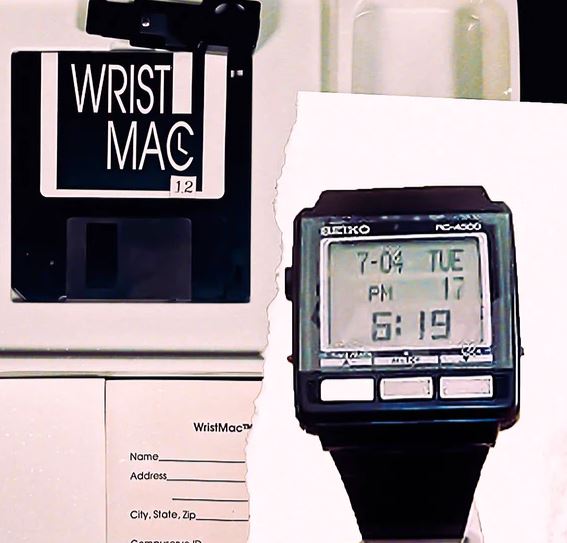 WRIST
MAC
1.2
SEIKO RC-4500
7-04 TUE
PM 17
6:19
WristMac™
Name
Address
City, State, Zip